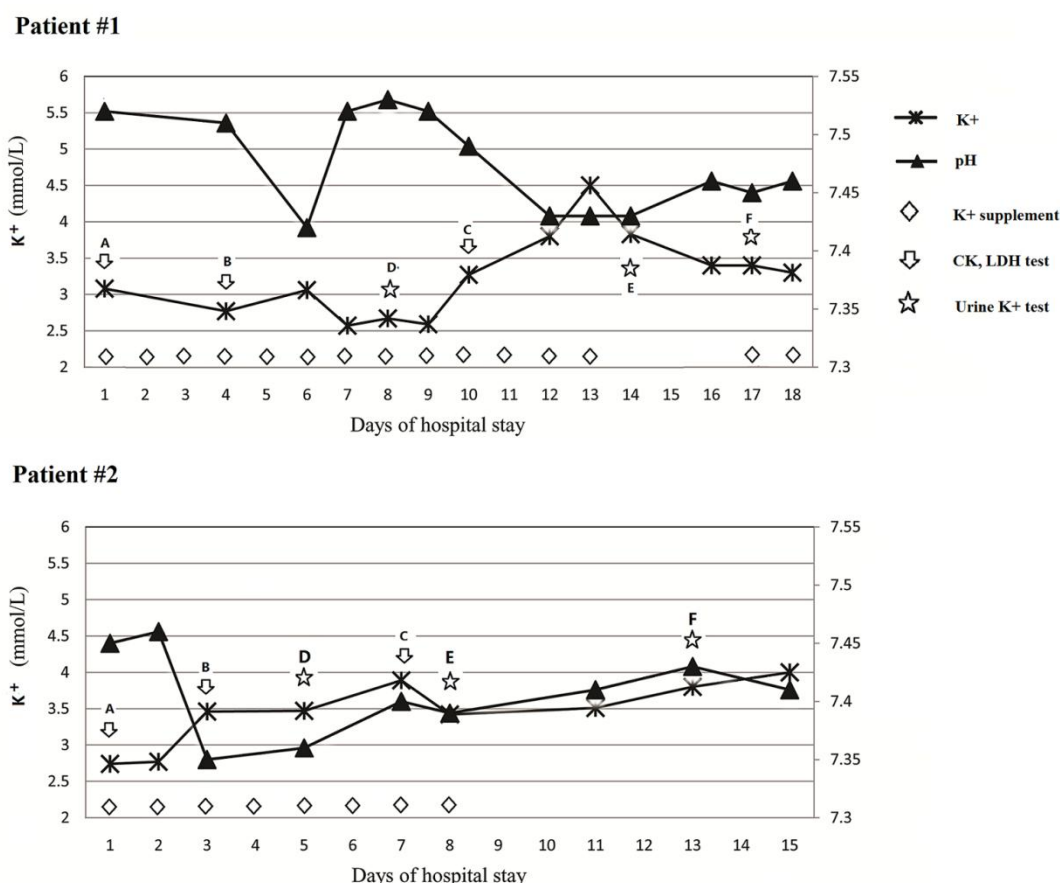 Patient #1
K+ (mmol/L)
6
5.5
5
4.5
4
3.5
3
2.5
2
7.55
7.5
7.45
7.4
7.35
7.3
A
B
C
D.
E
F
1 2 3 4 5 6 7 8 9 10 11 12 13 14 15 16 17 18
Days of hospital stay
K+
pH
K+ supplement
CK, LDH test
Urine K+ test
Patient #2
K+ (mmol/L)
6
5.5
5
4.5
4
3.5
3
2.5
2
7.55
7.5
7.45
7.4
7.35
7.3
A
B
D
C
E
F
1 2 3 4 5 6 7 8 9 10 11 12 13 14 15
Days of hospital stay